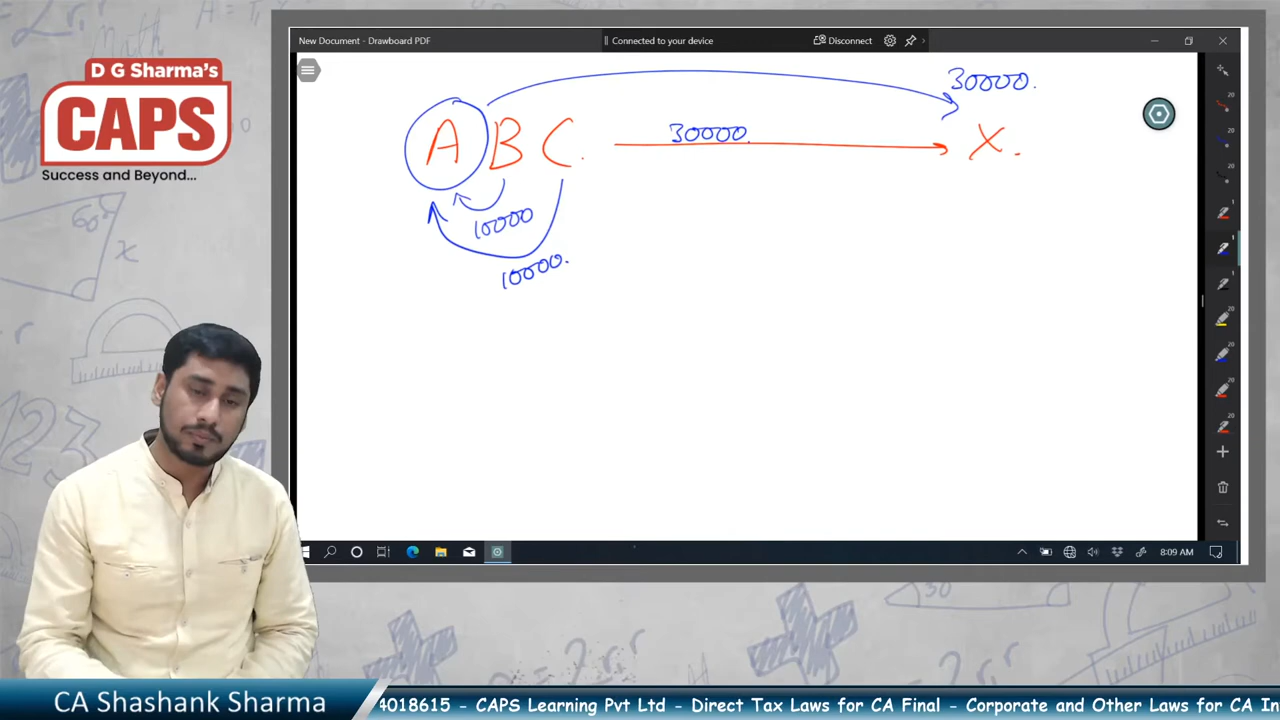 D G Sharma's
CAPS
Success and Beyond...
New Document - Drawboard PDF
Connected to your device
Disconnect
30000.
A B C.
30000.
X.
10000
10000.
8:09 AM
CA Shashank Sharma
4018615 - CAPS Learning Pvt Ltd - Direct Tax Laws for CA Final - Corporate and Other Laws for CA In